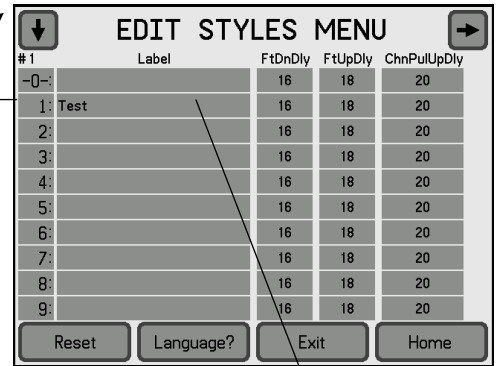 EDIT STYLES MENU
#1 Label FtDnDly FtUpDly ChnPulUpDly
-0-: 16 18 20
1: Test 16 18 20
2: 16 18 20
3: 16 18 20
4: 16 18 20
5: 16 18 20
6: 16 18 20
7: 16 18 20
8: 16 18 20
9: 16 18 20
Reset Language? Exit Home